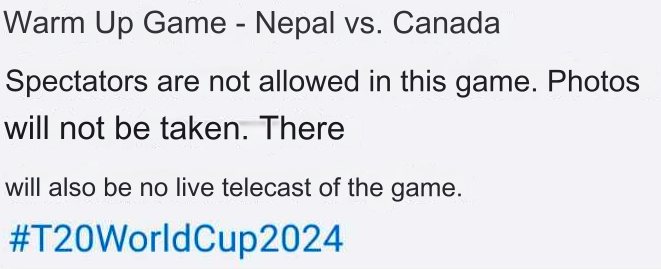 Warm Up Game - Nepal vs. Canada
Spectators are not allowed in this game. Photos
will not be taken. There
will also be no live telecast of the game.
#T20WorldCup2024